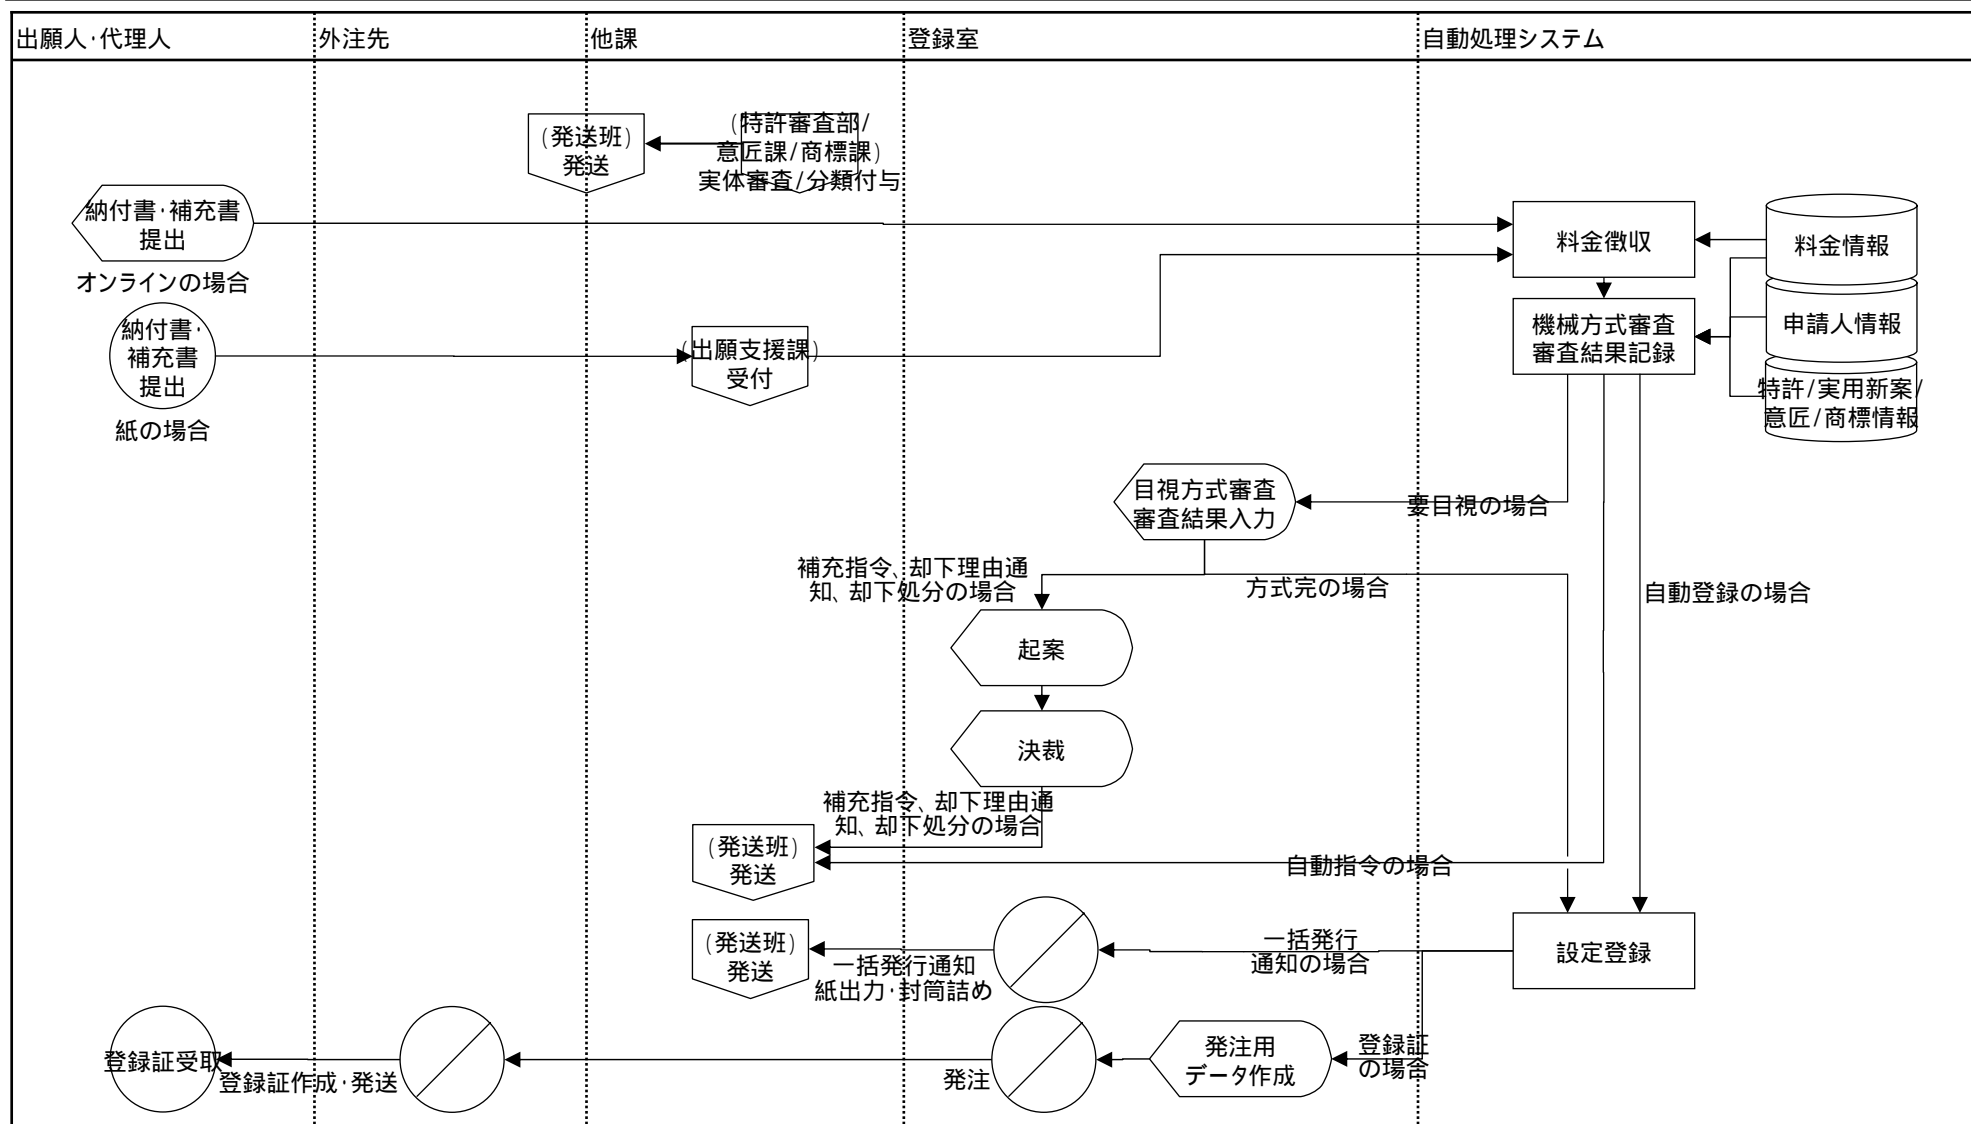 出願人・代理人
外注先
他課
登録室
自動処理システム
(発送班)
発送
(特許審査部/
意匠課/商標課)
実体審査/分類付与
納付書・補充書
提出
オンラインの場合
料金徴収
料金情報
納付書・
補充書
提出
紙の場合
(出願支援課)
受付
機械方式審査
審査結果記録
申請人情報
特許/実用新案/
意匠/商標情報
目視方式審査
審査結果入力
要目視の場合
補充指令、却下理由通
知、却下処分の場合
方式完の場合
自動登録の場合
起案
決裁
補充指令、却下理由通
知、却下処分の場合
(発送班)
発送
自動指令の場合
(発送班)
発送
一括発行通知
紙出力・封筒詰め
一括発行
通知の場合
設定登録
登録証受取
登録証作成・発送
発注
発注用
データ作成
登録証
の場合